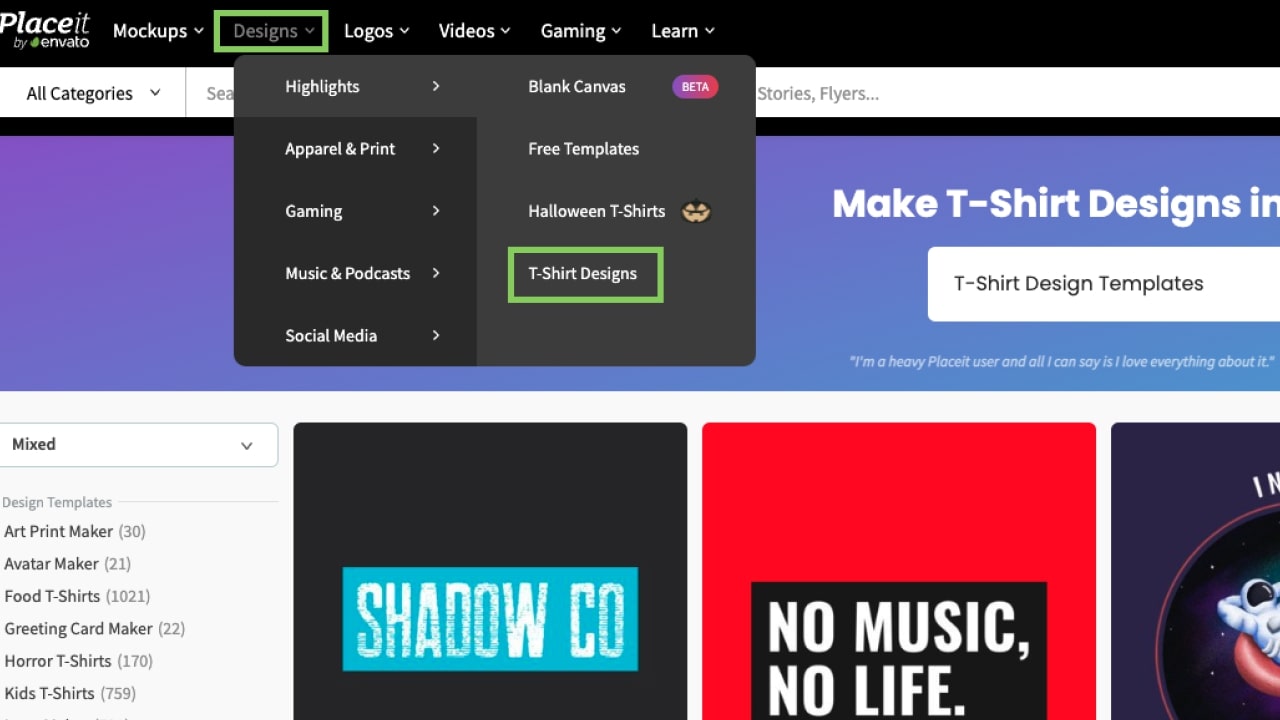 Placeit
by envato
Mockups
Designs
Logos
Videos
Gaming
Learn
All Categories
Sea
Stories, Flyers...
Highlights
Apparel & Print
Gaming
Music & Podcasts
Social Media
Blank Canvas
BETA
Free Templates
Halloween T-Shirts
T-Shirt Designs
Make T-Shirt Designs in
T-Shirt Design Templates
"I'm a heavy Placeit user and all I can say is I love everything about it."
Mixed
Design Templates
Art Print Maker (30)
Avatar Maker (21)
Food T-Shirts (1021)
Greeting Card Maker (22)
Horror T-Shirts (170)
Kids T-Shirts (759)
SHADOW CO
NO MUSIC,
NO LIFE.
I N